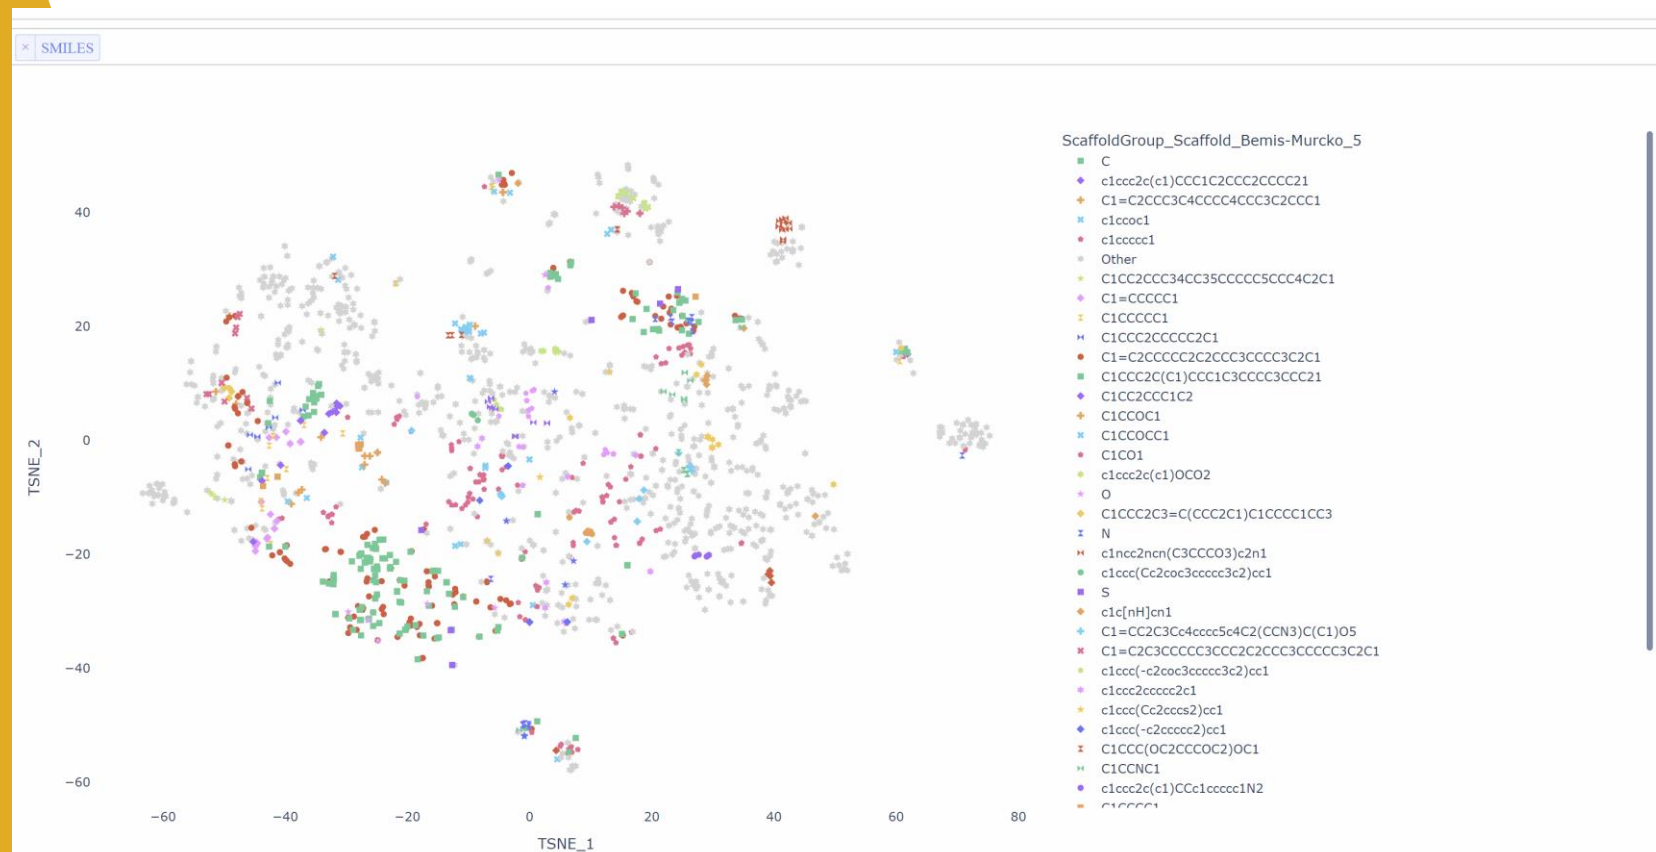 × SMILES
ScaffoldGroup_Scaffold_Bemis-Murcko_5
C
c1ccc2c(c1)CCC1C2CCC2CCCC21
C1=C2CCC3C4CCCC4CCC3C2CCC1
c1ccoc1
c1ccccc1
Other
C1CC2CCC34CC35CCCCC5CCC4C2C1
C1=CCCCC1
C1CCCCC1
C1CCC2CCCCC2C1
C1=C2CCCCC2C2CCC3CCCC3C2C1
C1CCC2C(C1)CCC1C3CCCC3CCC21
C1CC2CCC1C2
C1CCOC1
C1CCOCC1
C1CO1
c1ccc2c(c1)OCO2
O
C1CCC2C3=C(CCC2C1)C1CCCC1CC3
N
c1ncc2ncn(C3CCCO3)c2n1
c1ccc(Cc2coc3ccccc3c2)cc1
S
c1c[nH]cn1
C1=CC2C3Cc4cccc5c4C2(CCN3)C(C1)O5
C1=C2C3CCCCC3CCC2C2CCC3CCCCC3C2C1
c1ccc(-c2coc3ccccc3c2)cc1
c1ccc2ccccc2c1
c1ccc(Cc2cccs2)cc1
c1ccc(-c2ccccc2)cc1
C1CCC(OC2CCCOC2)OC1
C1CCNC1
c1ccc2c(c1)CCc1ccccc1N2
C1CCCC1
40
20
0
−20
−40
−60
TSNE_2
−60 −40 −20 0 20 40 60 80
TSNE_1